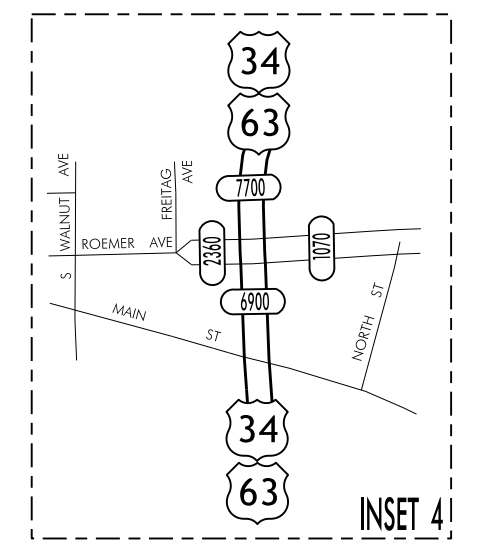 34
63
7700
S WALNUT AVE
FREITAG AVE
ROEMER AVE
2360
1070
6900
MAIN ST
NORTH ST
34
63
INSET 4